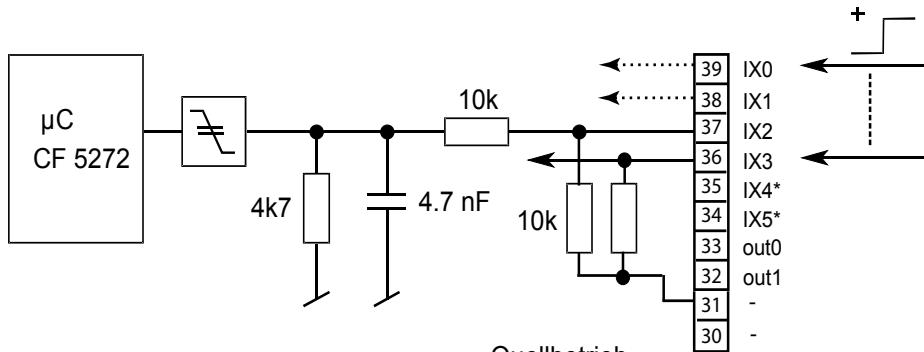 +
39 IX0
38 IX1
10k
37 IX2
µC
CF 5272
36 IX3
35 IX4*
4k7
4.7 nF
10k
34 IX5*
33 out0
32 out1
31 -
30 -
Quellbetrieb